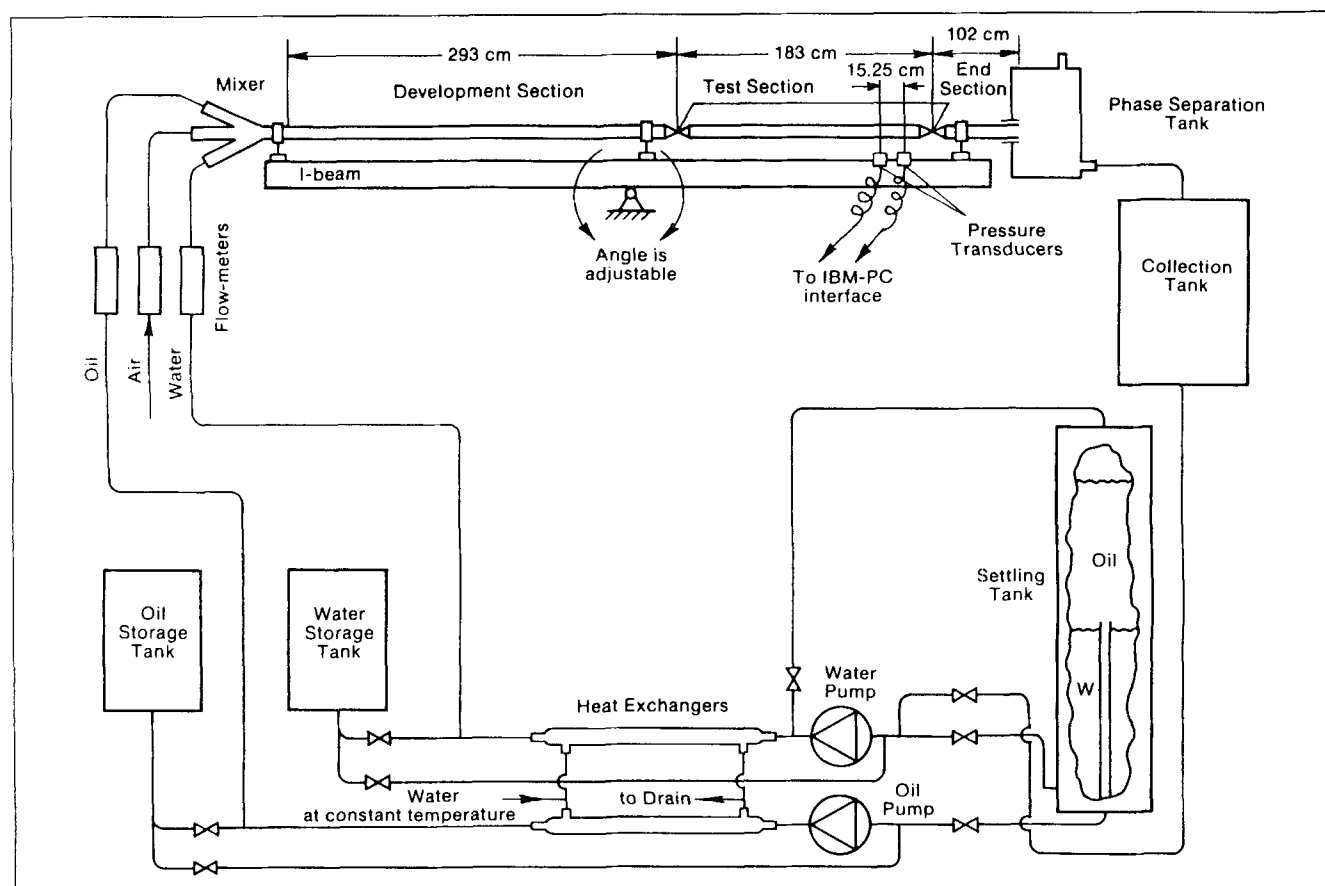 293 cm
183 cm
102 cm
15.25 cm
End
Section
Mixer
Development Section
Test Section
Phase Separation
Tank
I-beam
Angle is
adjustable
Pressure
Transducers
To IBM-PC
interface
Collection
Tank
Flow-meters
Oil
Air
Water
Oil
Storage
Tank
Water
Storage
Tank
Settling
Tank
Oil
W
Water
Pump
Heat Exchangers
Water
at constant temperature
to Drain
Oil
Pump